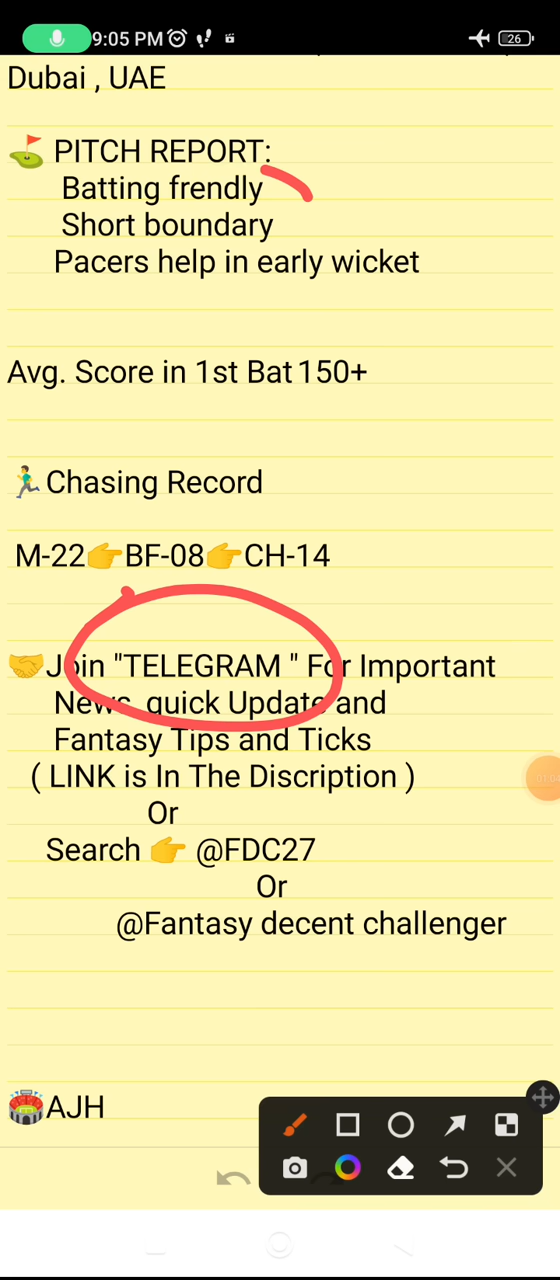 9:05 PM
26
Dubai , UAE
⛳ PITCH REPORT:
Batting frendly
Short boundary
Pacers help in early wicket
Avg. Score in 1st Bat 150+
🏃‍♂️Chasing Record
M-22👉BF-08👉CH-14
🤝Join "TELEGRAM " For Important
News, quick Update and
Fantasy Tips and Ticks
( LINK is In The Discription )
Or
Search 👉 @FDC27
Or
@Fantasy decent challenger
01:04
🏟️AJH